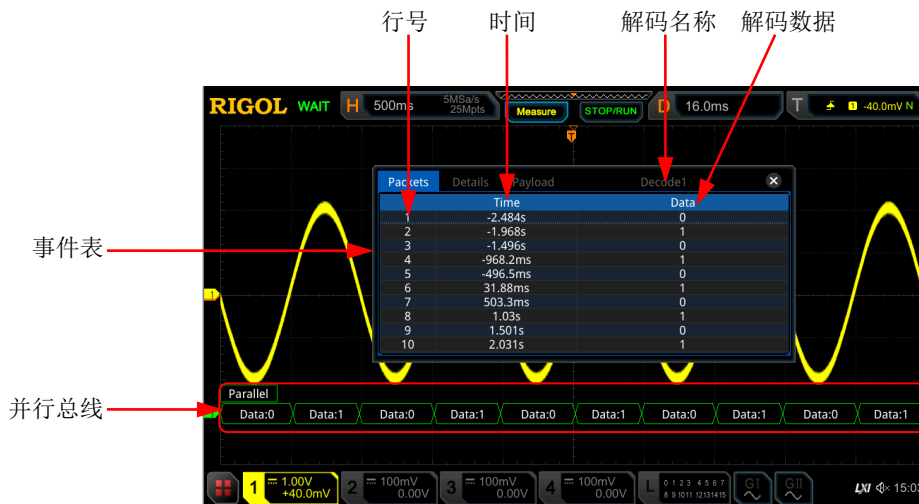 行号 时间 解码名称 解码数据
RIGOL WAIT H 500ms 5MSa/s 25Mpts Measure STOP/RUN D 16.0ms T 1 -40.0mV N
T
Packets Details Payload Decode1
Time Data
1 -2.484s 0
2 -1.968s 1
3 -1.496s 0
事件表
4 -968.2ms 1
5 -496.5ms 0
6 31.88ms 1
1
7 503.3ms 0
8 1.03s 1
9 1.501s 0
10 2.031s 1
Parallel
并行总线
Data:0 Data:1 Data:0 Data:1 Data:0 Data:1 Data:0 Data:1 Data:0 Data:1
1 1.00V +40.0mV 2 100mV 0.00V 3 100mV 0.00V 4 100mV 0.00V L 0 1 2 3 4 5 6 7 8 9 10 11 12 13 14 15 GI GII LXI